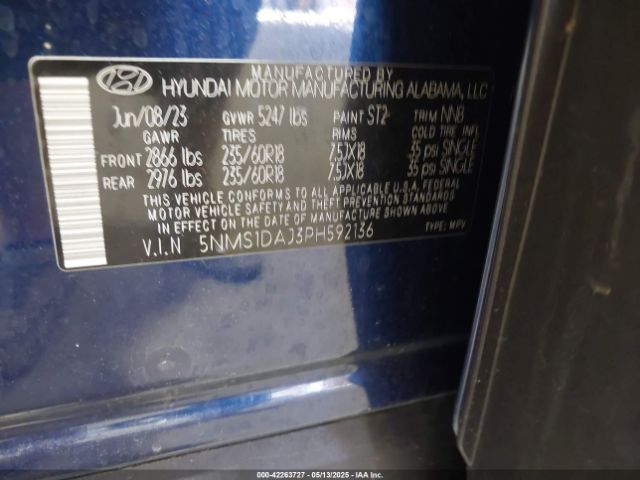 MANUFACTURED BY
HYUNDAI MOTOR MANUFACTURING ALABAMA, LLC
Jun/08/23 GVWR 5247 lbs PAINT ST2 TRIM NNB
GAWR TIRES RIMS COLD TIRE INFL
FRONT 2866 lbs 235/60R18 7.5JX18 35 psi SINGLE
REAR 2976 lbs 235/60R18 7.5JX18 35 psi SINGLE
THIS VEHICLE CONFORMS TO ALL APPLICABLE U.S.A. FEDERAL
MOTOR VEHICLE SAFETY AND THEFT PREVENTION STANDARDS
IN EFFECT ON THE DATE OF MANUFACTURE SHOWN ABOVE.
V.I.N 5NMS1DAJ3PH592136 TYPE: MPV
000-42263727 - 05/13/2025 - IAA, Inc.